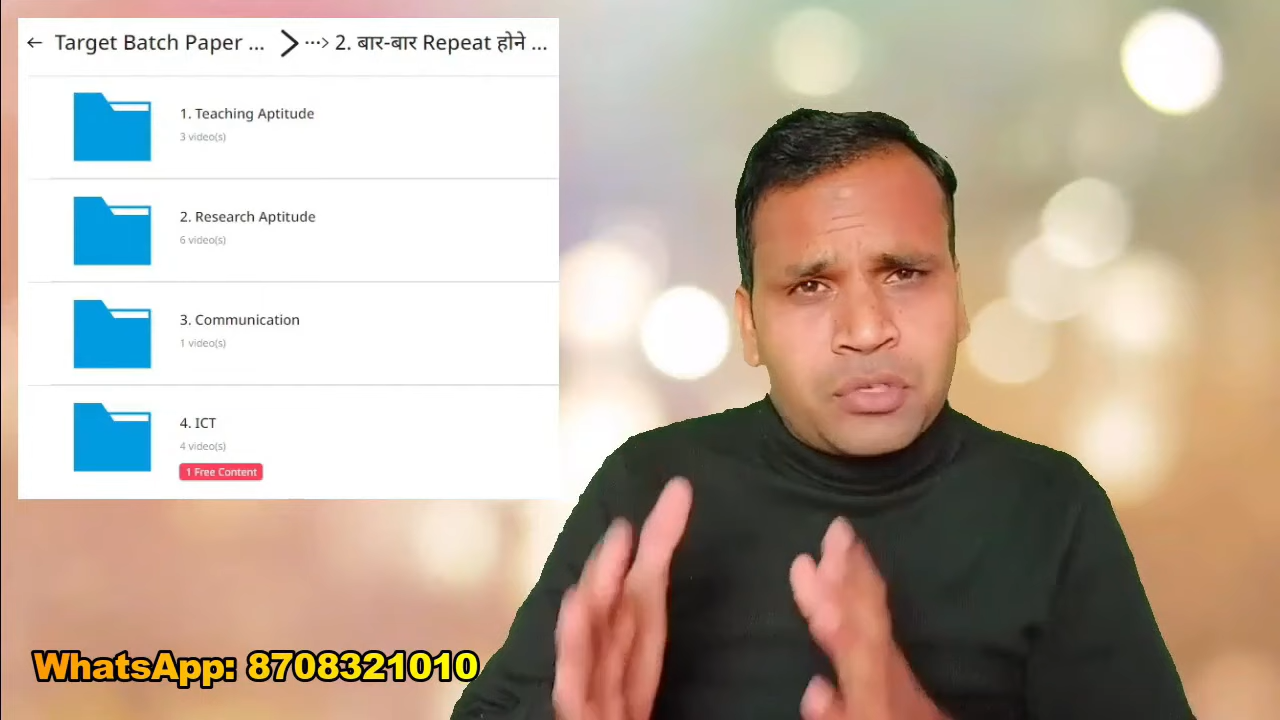 ← Target Batch Paper ... > ···> 2. बार-बार Repeat होने ...
1. Teaching Aptitude
3 video(s)
2. Research Aptitude
6 video(s)
3. Communication
1 video(s)
4. ICT
4 video(s)
1 Free Content
WhatsApp: 8708321010